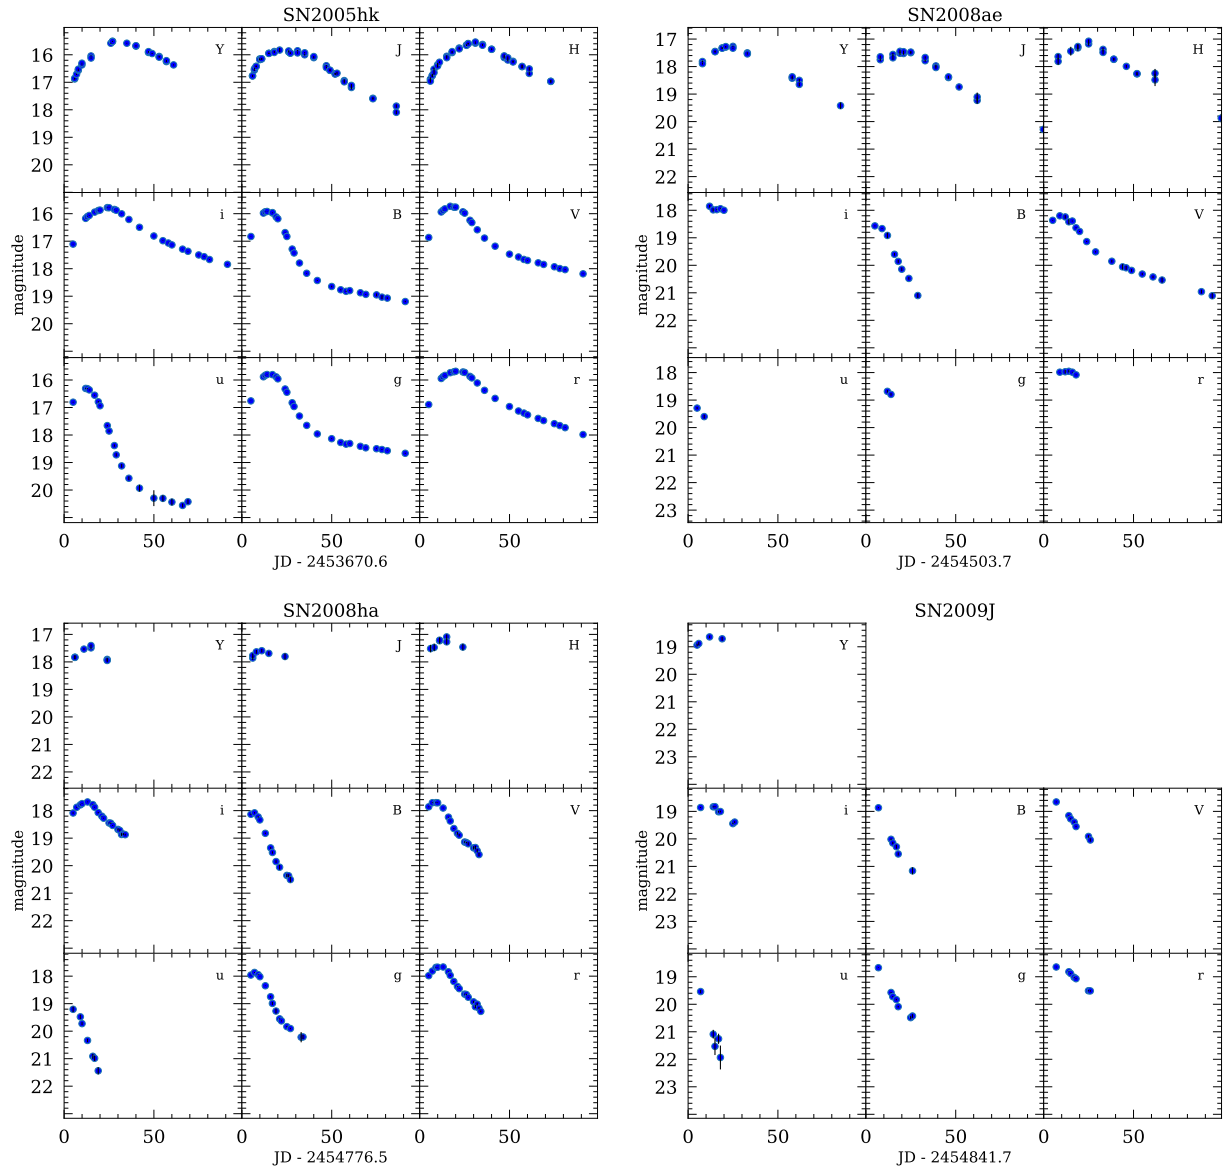 SN2005hk SN2008ae
16 Y J H 17 Y J H
17 18
18 19
19 20
20 21
22
16 i B V 18 i B V
17 19
18 20
19 21
20 22
magnitude magnitude
16 u g r 18 u g r
17 19
18 20
19 21
20 22
23
0 50 0 50 0 50 0 50 0 50 0 50
JD - 2453670.6 JD - 2454503.7
SN2008ha SN2009J
17 Y J H 19 Y
18 20
19 21
20 22
21 23
22
18 i B V 19 i B V
19 20
20 21
21 22
22 23
magnitude magnitude
18 u g r 19 u g r
19 20
20 21
21 22
22 23
0 50 0 50 0 50 0 50 0 50 0 50
JD - 2454776.5 JD - 2454841.7